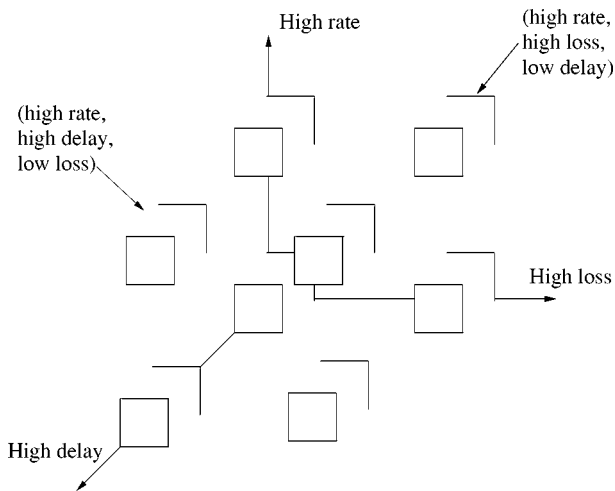 High rate
(high rate,
high loss,
low delay)
(high rate,
high delay,
low loss)
High loss
High delay